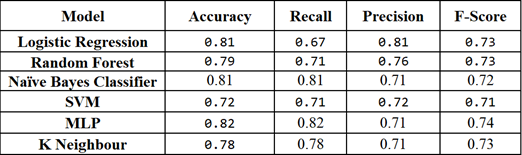 Model Accuracy Recall Precision F-Score
Logistic Regression 0.81 0.67 0.81 0.73
Random Forest 0.79 0.71 0.76 0.73
Naïve Bayes Classifier 0.81 0.81 0.71 0.72
SVM 0.72 0.71 0.72 0.71
MLP 0.82 0.82 0.71 0.74
K Neighbour 0.78 0.78 0.71 0.73